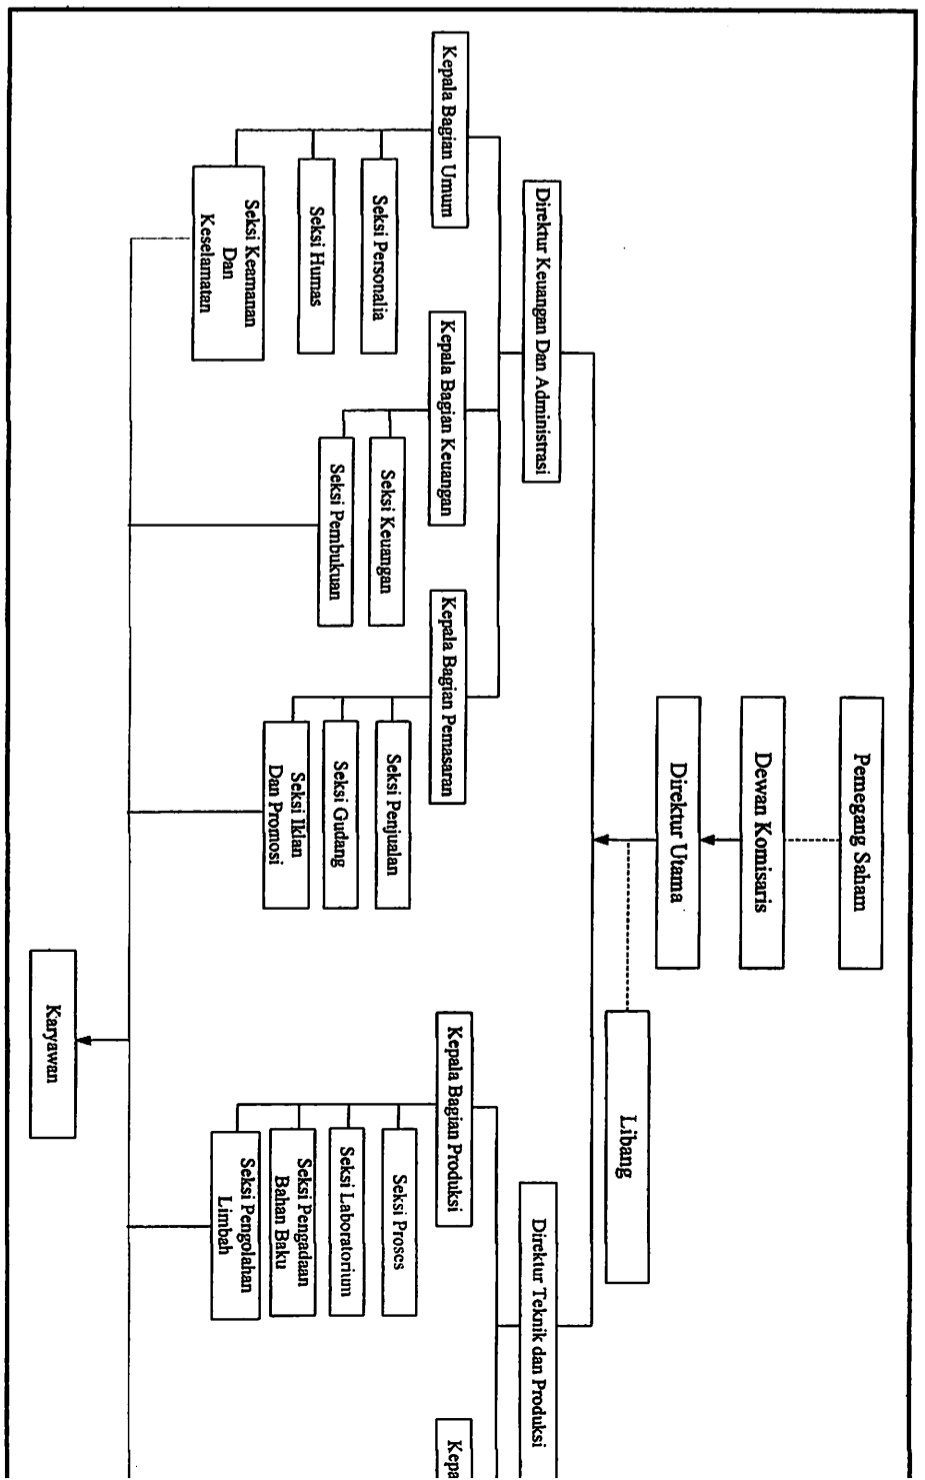 Pemegang Saham
Dewan Komisaris
Direktur Utama
Libang
Direktur Keuangan Dan Administrasi
Direktur Teknik dan Produksi
Kepala Bagian Umum
Kepala Bagian Keuangan
Kepala Bagian Pemasaran
Kepala Bagian Produksi
Kepa
Seksi Personalia
Seksi Humas
Seksi Keamanan
Dan
Keselamatan
Seksi Keuangan
Seksi Pembukuan
Seksi Penjualan
Seksi Gudang
Seksi Iklan
Dan Promosi
Seksi Proses
Seksi Laboratorium
Seksi Pengadaan
Bahan Baku
Seksi Pengolahan
Limbah
Karyawan